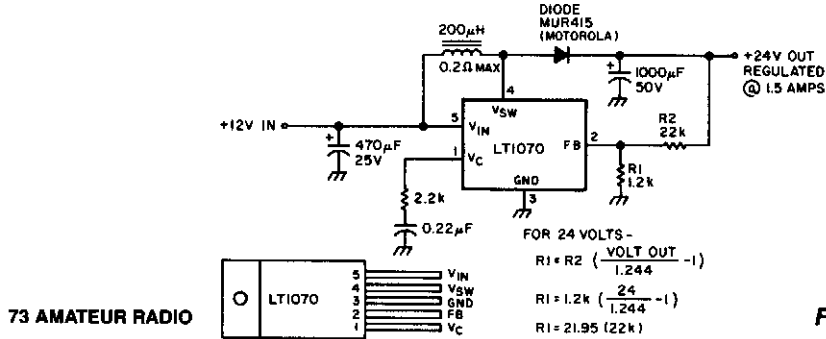 DIODE
MUR415
(MOTOROLA)
200µH
0.2Ω MAX
+
1000µF
50V
+24V OUT
REGULATED
@ 1.5 AMPS
4
VSW
+12V IN
5
VIN
+
470µF
25V
1
VC
LT1070
FB
2
R2
22k
R1
1.2k
GND
3
2.2k
0.22µF
FOR 24 VOLTS-
R1 = R2 ( VOLT OUT / 1.244 -1)
R1 = 1.2k ( 24 / 1.244 -1)
R1 = 21.95 (22k)
LT1070
5 VIN
4 VSW
3 GND
2 FB
1 VC
73 AMATEUR RADIO
F